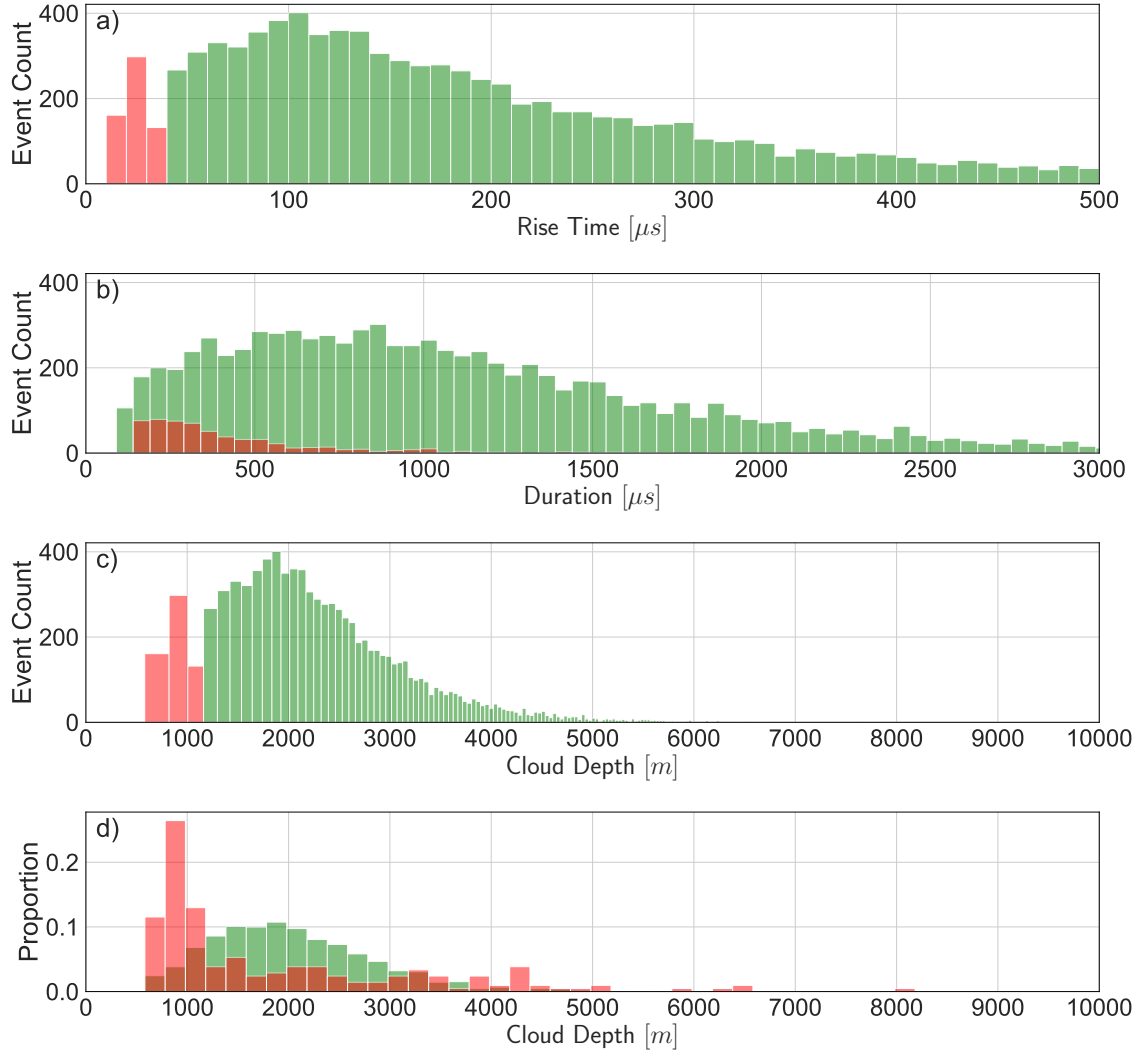 a)
Event Count
400
200
0
0 100 200 300 400 500
Rise Time [μs]
b)
Event Count
400
200
0
0 500 1000 1500 2000 2500 3000
Duration [μs]
c)
Event Count
400
200
0
0 1000 2000 3000 4000 5000 6000 7000 8000 9000 10000
Cloud Depth [m]
d)
Proportion
0.2
0.1
0.0
0 1000 2000 3000 4000 5000 6000 7000 8000 9000 10000
Cloud Depth [m]